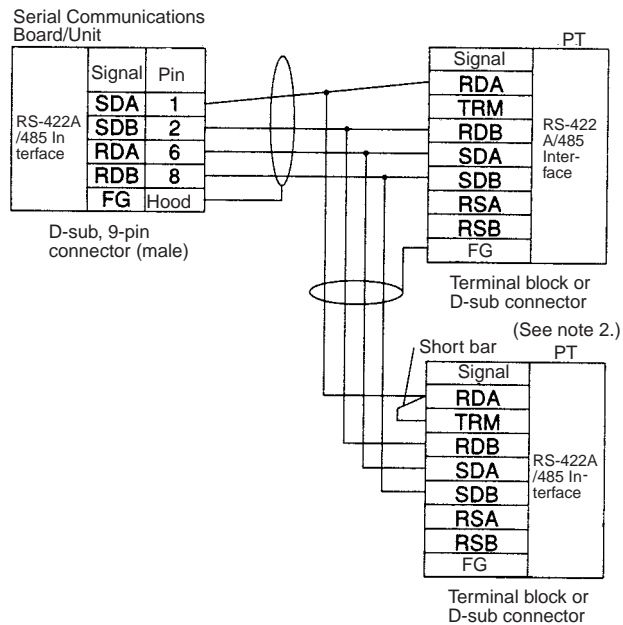 Serial Communications
Board/Unit
Signal Pin
SDA 1
SDB 2
RDA 6
RDB 8
FG Hood
RS-422A
/485 In
terface
D-sub, 9-pin
connector (male)
PT
Signal
RDA
TRM
RDB
SDA
SDB
RSA
RSB
FG
RS-422
A/485
Inter-
face
Terminal block or
D-sub connector
(See note 2.)
Short bar
PT
Signal
RDA
TRM
RDB
SDA
SDB
RSA
RSB
FG
RS-422A
/485 In-
terface
Terminal block or
D-sub connector